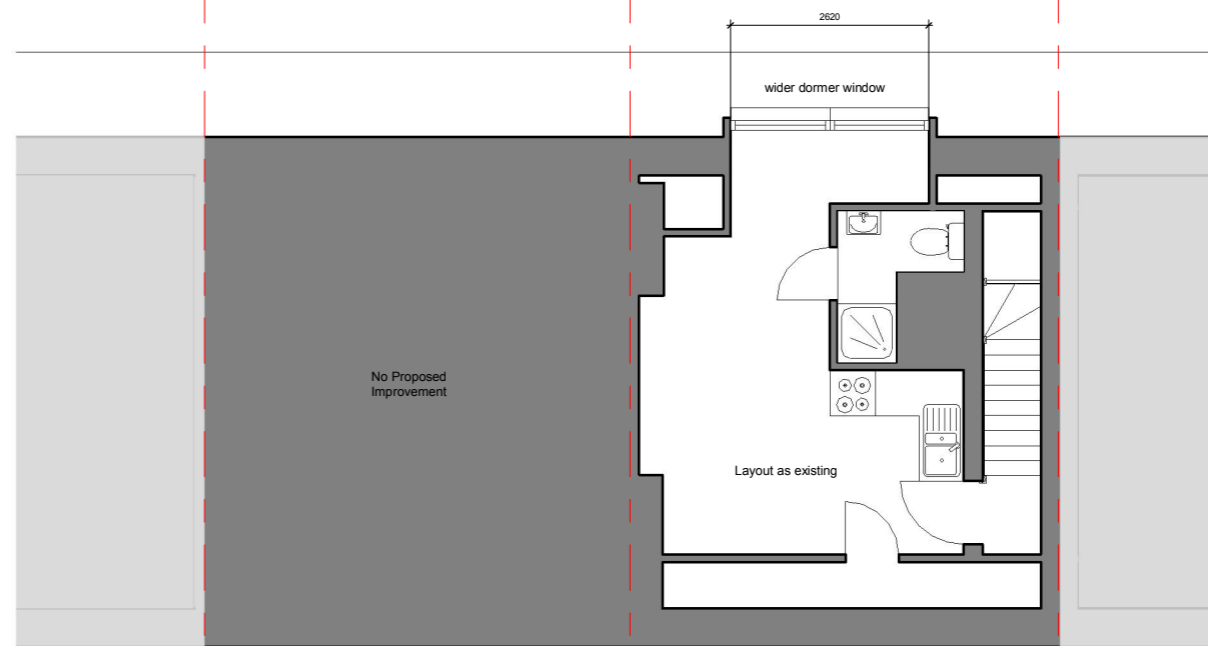 2620
wider dormer window
No Proposed
Improvement
Layout as existing